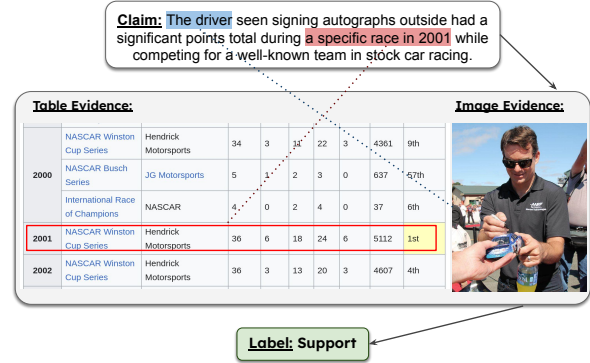 Claim: The driver seen signing autographs outside had a
significant points total during a specific race in 2001 while
competing for a well-known team in stock car racing.
Table Evidence:
Image Evidence:
2000 NASCAR Winston Cup Series Hendrick Motorsports 34 3 11 22 3 4361 9th
NASCAR Busch Series JG Motorsports 5 1 2 3 0 637 57th
International Race of Champions NASCAR 4 0 2 4 0 37 6th
2001 NASCAR Winston Cup Series Hendrick Motorsports 36 6 18 24 6 5112 1st
2002 NASCAR Winston Cup Series Hendrick Motorsports 36 3 13 20 3 4607 4th
Label: Support